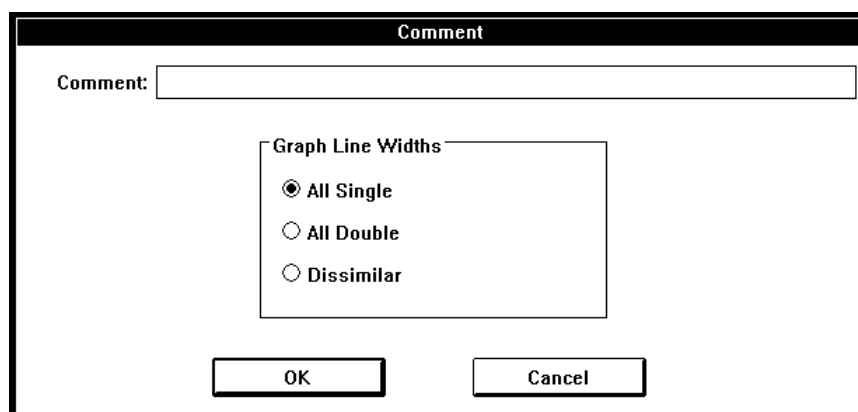 Comment
Comment:
Graph Line Widths
All Single
All Double
Dissimilar
OK Cancel